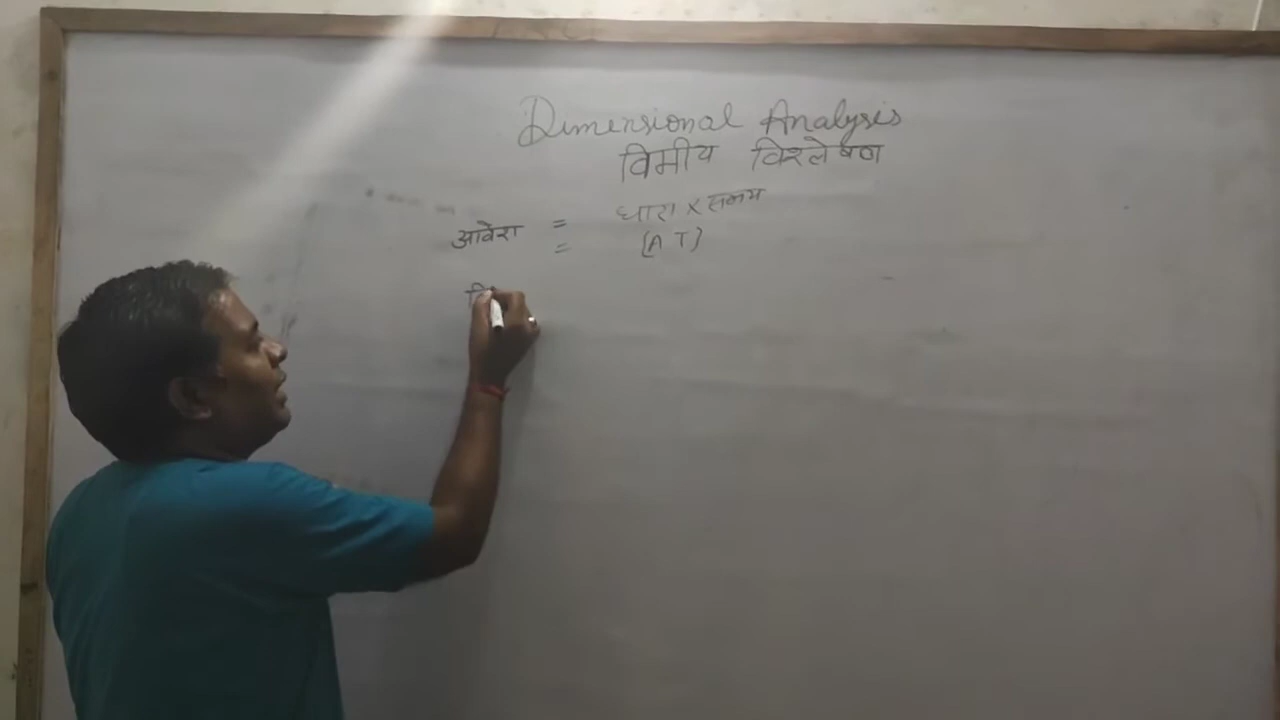 Dimensional Analysis
विमीय विश्लेषण
आवेश = धारा x समय
= [A T]
वि